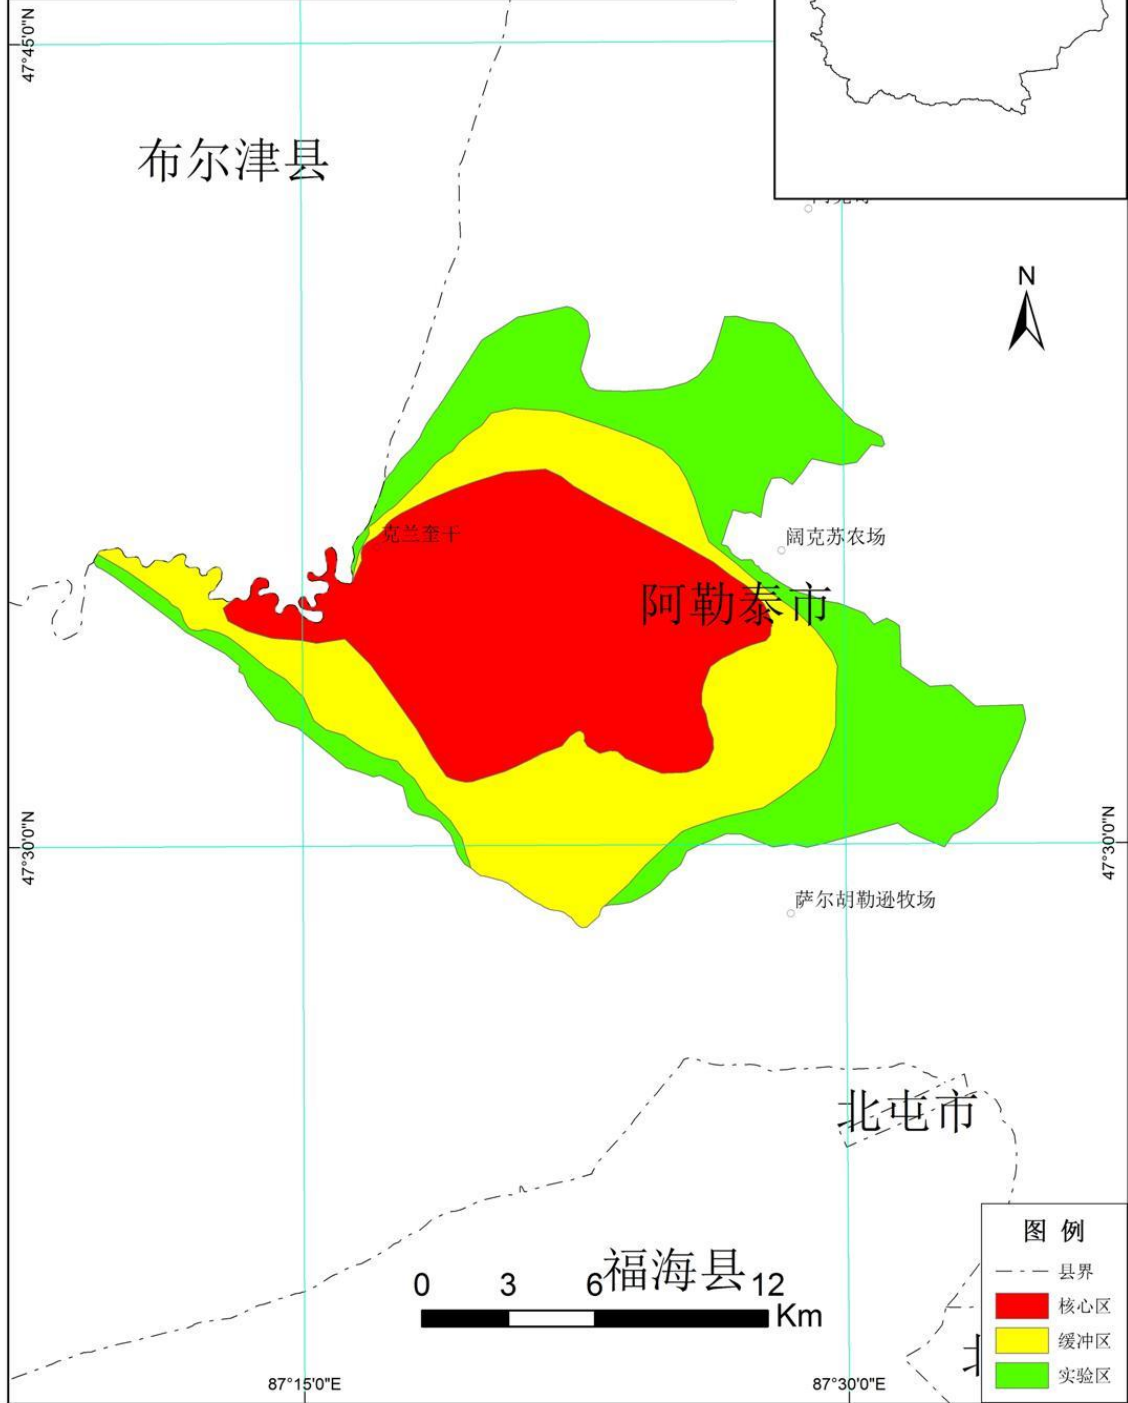 47°45'0"N
布尔津县
N
克兰奎干
阔克苏农场
阿勒泰市
47°30'0"N
47°30'0"N
萨尔胡勒逊牧场
北屯市
福海县
0 3 6 12
Km
图 例
县界
核心区
缓冲区
实验区
87°15'0"E
87°30'0"E